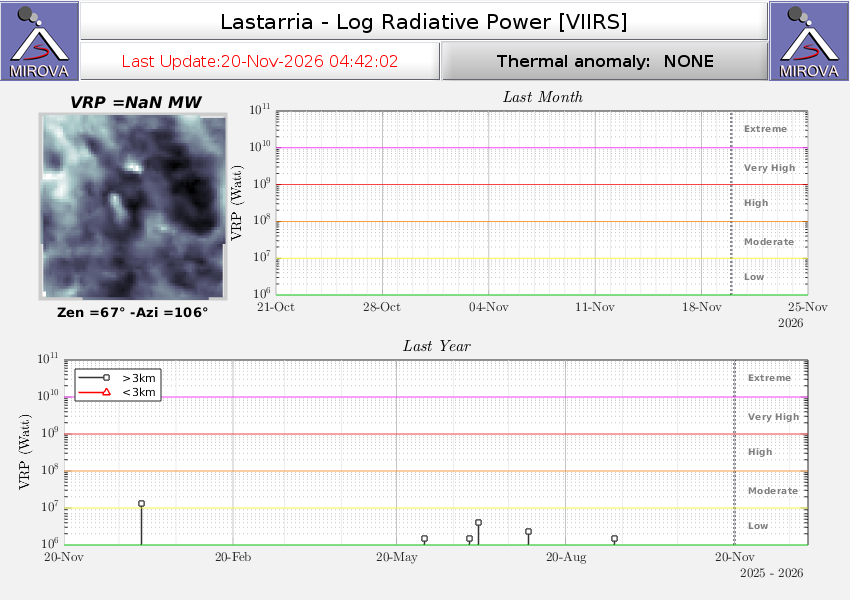 Lastarria - Log Radiative Power [VIIRS]
MIROVA
Last Update:20-Nov-2026 04:42:02
Thermal anomaly: NONE
MIROVA
VRP =NaN MW
Zen =67° -Azi =106°
Last Month
VRP (Watt)
10¹¹
10¹⁰
10⁹
10⁸
10⁷
10⁶
Extreme
Very High
High
Moderate
Low
21-Oct 28-Oct 04-Nov 11-Nov 18-Nov 25-Nov
2026
Last Year
VRP (Watt)
10¹¹
10¹⁰
10⁹
10⁸
10⁷
10⁶
>3km
<3km
Extreme
Very High
High
Moderate
Low
20-Nov 20-Feb 20-May 20-Aug 20-Nov
2025 - 2026